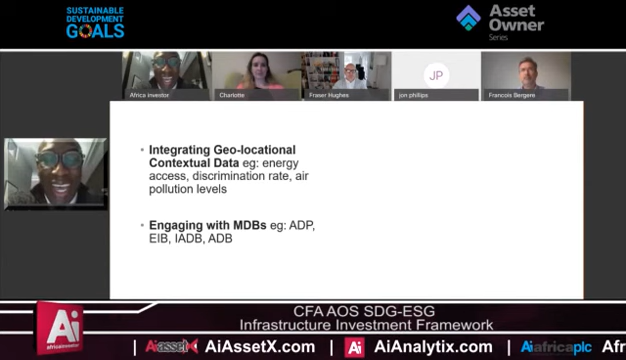 SUSTAINABLE
DEVELOPMENT
GOALS
Asset
Owner
Series
Africa investor
Charlotte
Fraser Hughes
JP
jon phillips
Francois Bergere
• Integrating Geo-locational
Contextual Data eg: energy
access, discrimination rate, air
pollution levels
• Engaging with MDBs eg: ADP,
EIB, IADB, ADB
Ai
africainvestor
CFA AOS SDG-ESG
Infrastructure Investment Framework
| AiassetX AiAssetX.com | Ai AiAnalytix.com | Aiafricaplc Afr